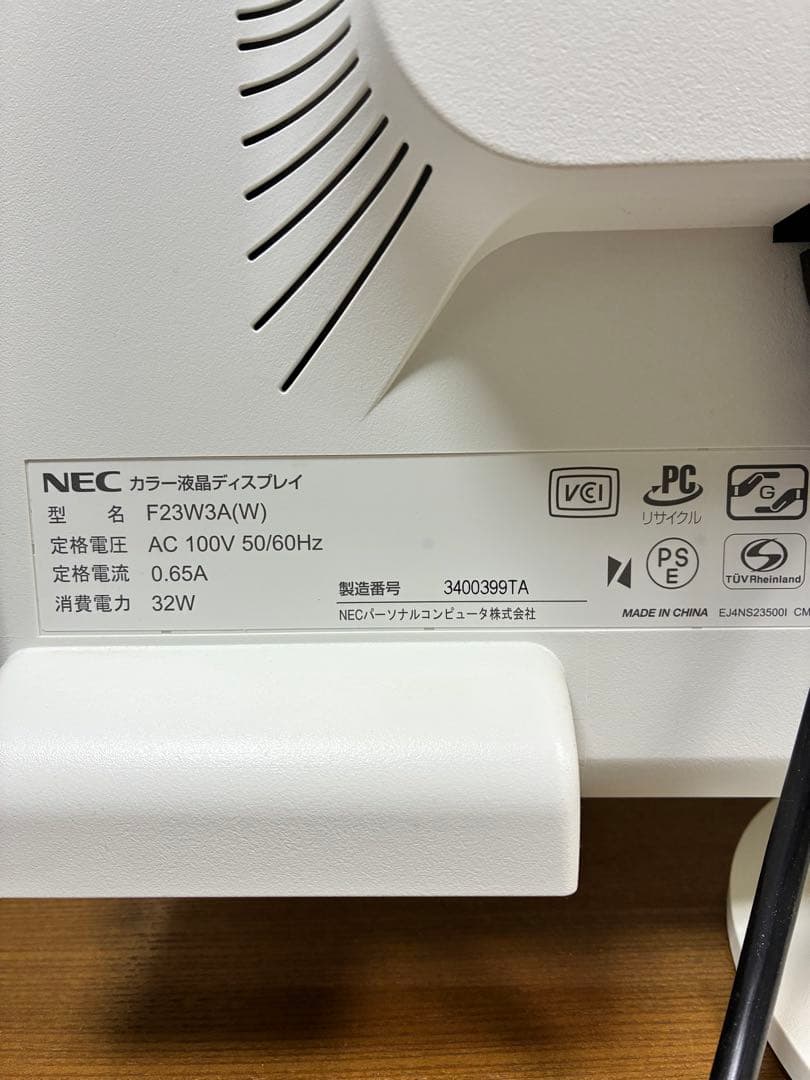 NEC カラー液晶ディスプレイ
型 名 F23W3A(W)
定格電圧 AC 100V 50/60Hz
定格電流 0.65A
消費電力 32W
製造番号 3400399TA
NECパーソナルコンピュータ株式会社
VCI
PC
リサイクル
G
PS
E
TÜVRheinland
MADE IN CHINA EJ4NS23500I CM